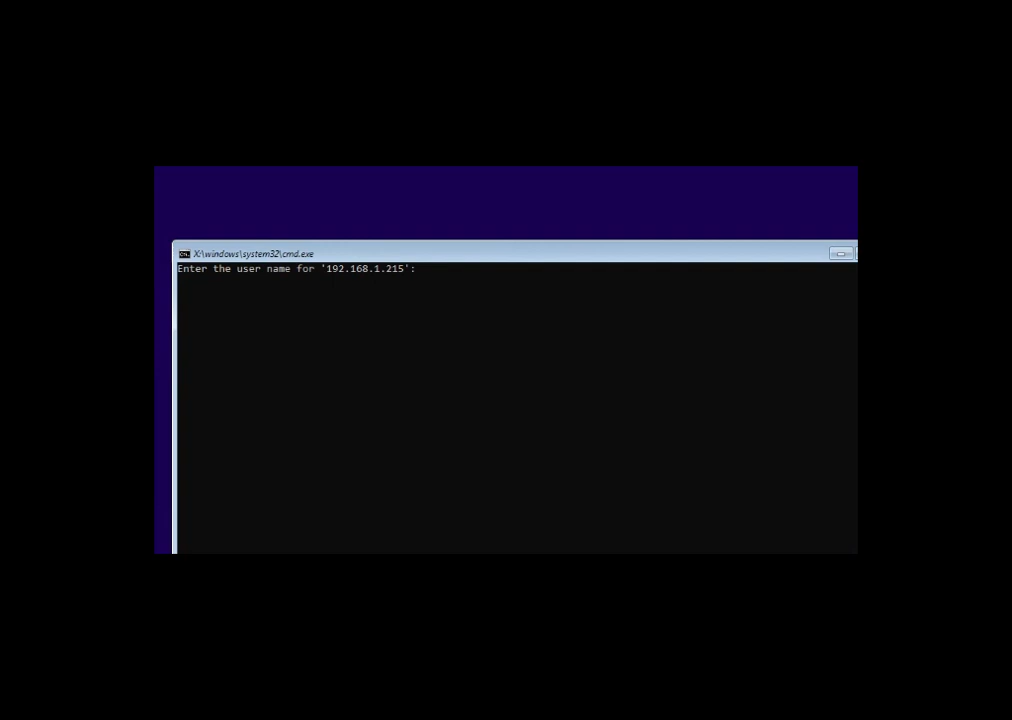 X:\windows\system32\cmd.exe
Enter the user name for '192.168.1.215':